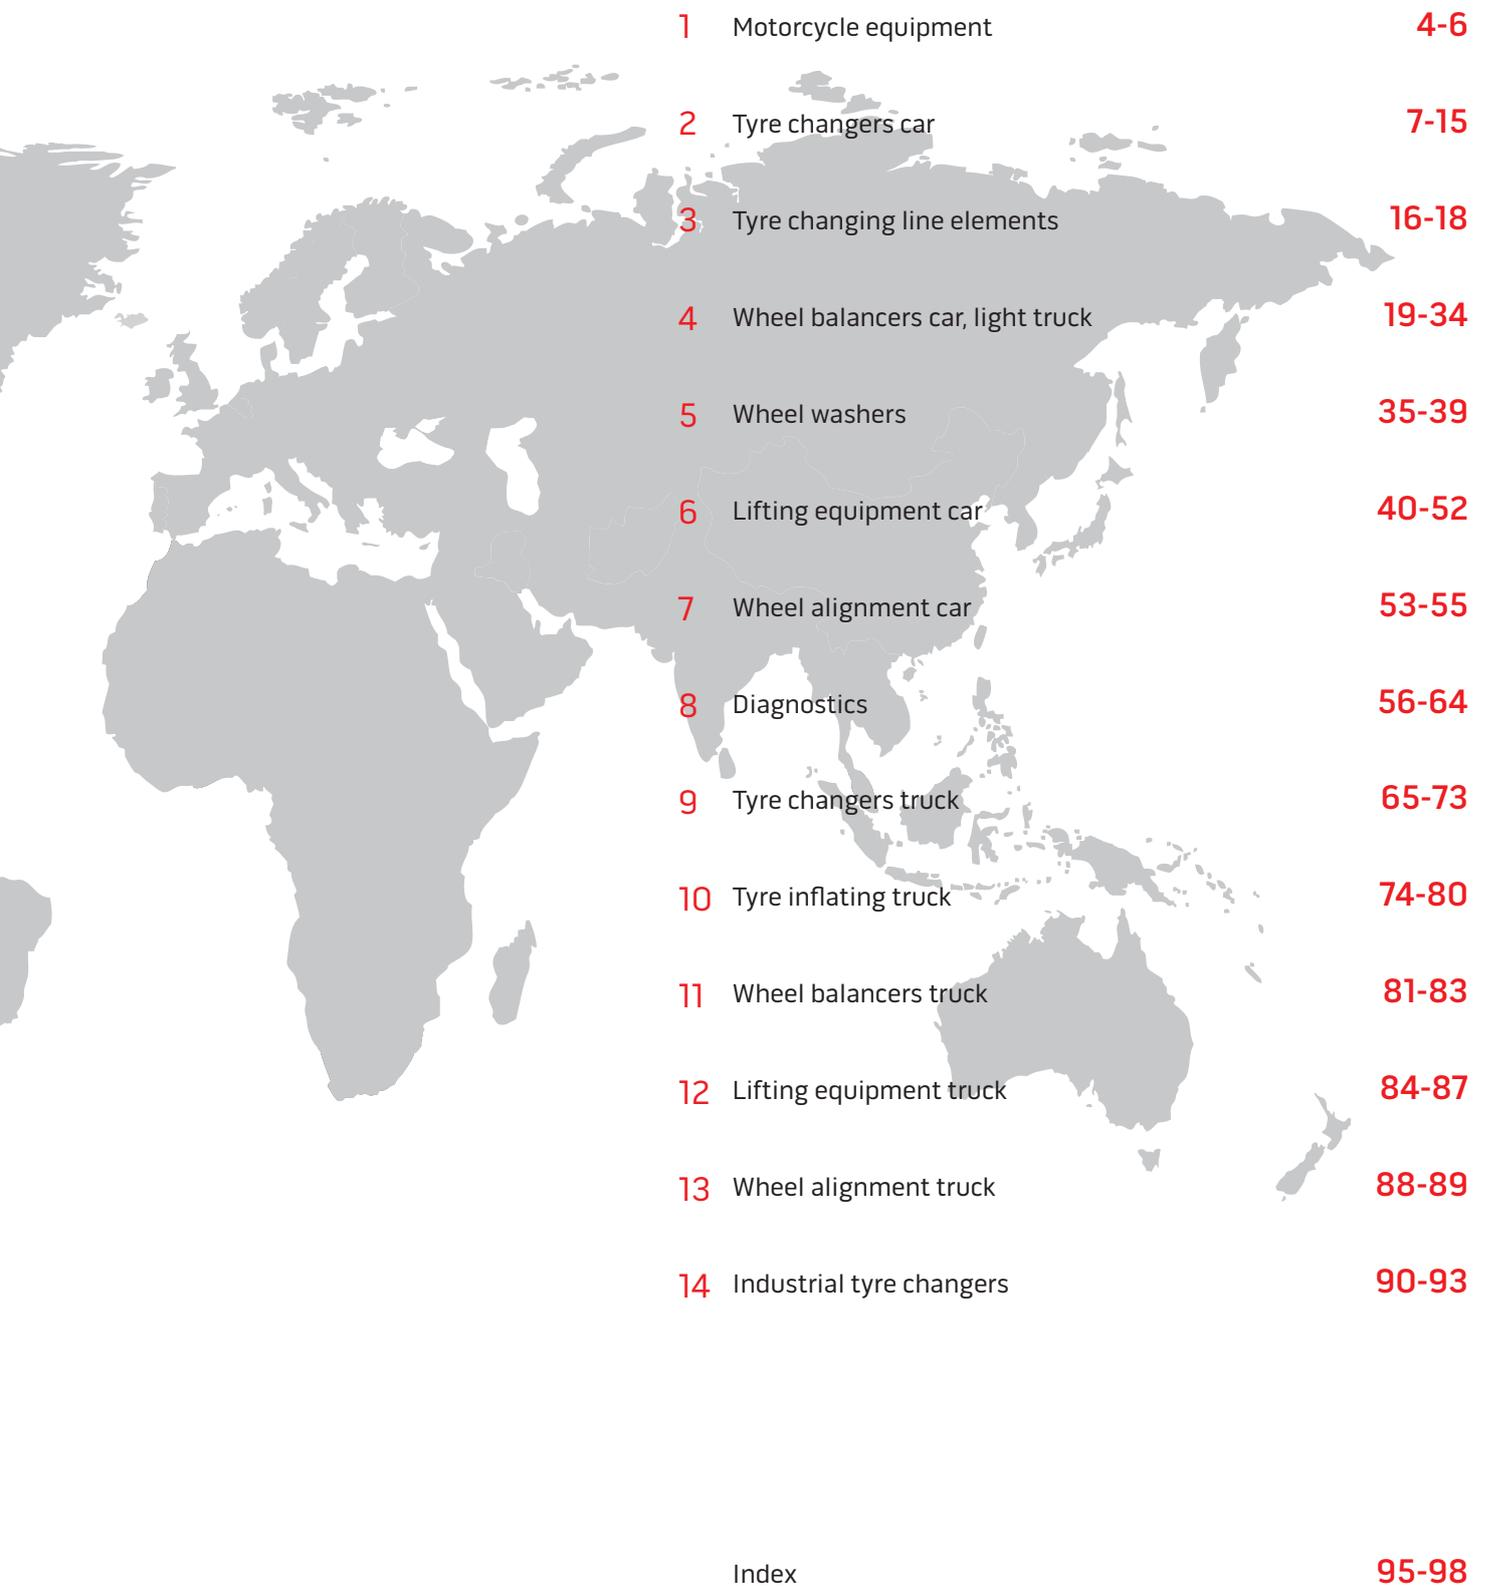 1 Motorcycle equipment 4-6
2 Tyre changers car 7-15
3 Tyre changing line elements 16-18
4 Wheel balancers car, light truck 19-34
5 Wheel washers 35-39
6 Lifting equipment car 40-52
7 Wheel alignment car 53-55
8 Diagnostics 56-64
9 Tyre changers truck 65-73
10 Tyre inflating truck 74-80
11 Wheel balancers truck 81-83
12 Lifting equipment truck 84-87
13 Wheel alignment truck 88-89
14 Industrial tyre changers 90-93
Index 95-98